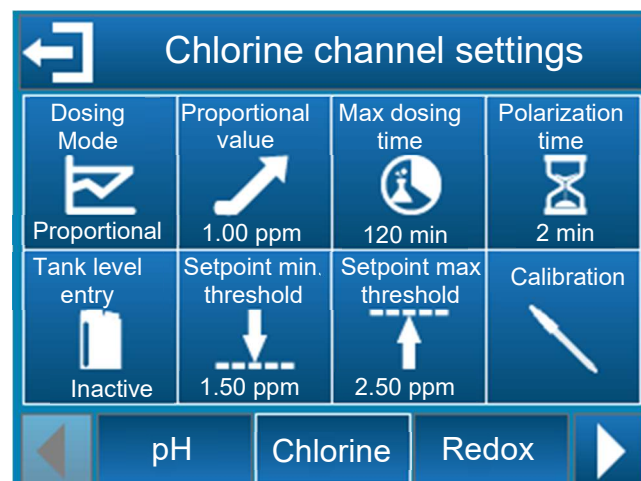 Chlorine channel settings
Dosing
Mode
Proportional
Proportional
value
1.00 ppm
Max dosing
time
120 min
Polarization
time
2 min
Tank level
entry
Inactive
Setpoint min.
threshold
1.50 ppm
Setpoint max
threshold
2.50 ppm
Calibration
pH
Chlorine
Redox